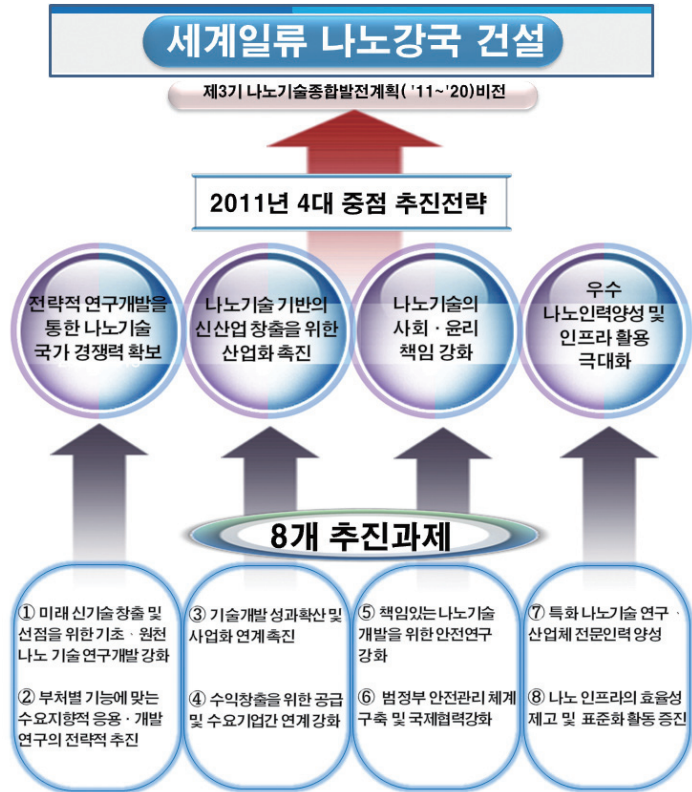 세계일류 나노강국 건설
제3기 나노기술종합발전계획( '11~'20)비전
2011년 4대 중점 추진전략
전략적 연구개발을
통한 나노기술
국가 경쟁력 확보
나노기술 기반의
신산업 창출을 위한
산업화 촉진
나노기술의
사회 · 윤리
책임 강화
우수
나노인력양성 및
인프라 활용
극대화
8개 추진과제
① 미래 신기술 창출 및
선점을 위한 기초 · 원천
나노 기술 연구개발 강화
② 부처별 기능에 맞는
수요지향적 응용 · 개발
연구의 전략적 추진
③ 기술개발 성과확산 및
사업화 연계 촉진
④ 수익창출을 위한 공급
및 수요기업간 연계 강화
⑤ 책임있는 나노기술
개발을 위한 안전연구
강화
⑥ 범정부 안전관리 체계
구축 및 국제협력강화
⑦ 특화 나노기술 연구 ·
산업체 전문인력 양성
⑧ 나노 인프라의 효율성
제고 및 표준화 활동 증진